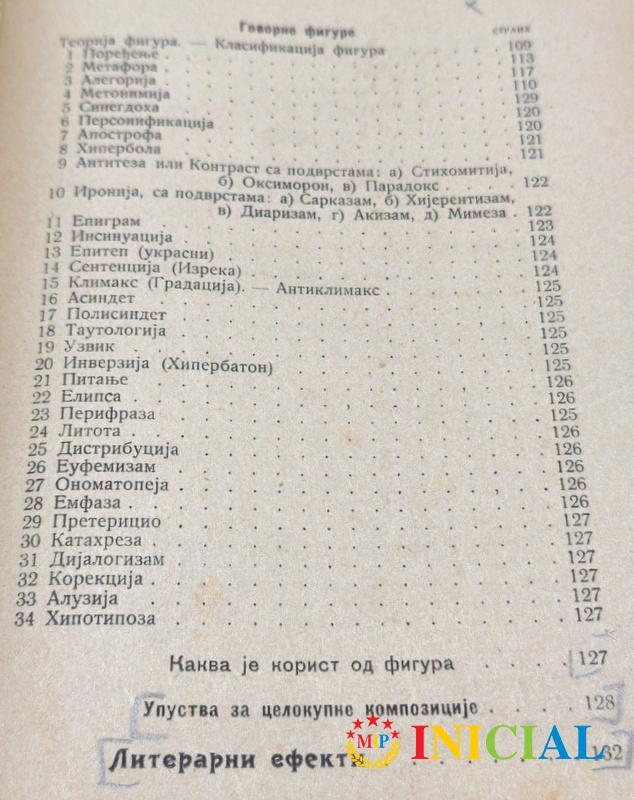 Говорне фигуре
СТРАНА
Теорија фигура. — Класификација фигура . . . . . 109
1 Поређење . . . . . 113
2 Метафора . . . . . 117
3 Алегорија . . . . . 110
4 Метонимија . . . . . 129
5 Синегдоха . . . . . 120
6 Персонификација . . . . . 120
7 Апострофа . . . . . 121
8 Хипербола . . . . . 121
9 Антитеза или Контраст са подврстама: а) Стихомитија,
б) Оксиморон, в) Парадокс . . . . . 122
10 Иронија, са подврстама: а) Сарказам, б) Хијерентизам,
в) Диаризам, г) Акизам, д) Мимеза . 122
11 Епиграм . . . . . 123
12 Инсинуација . . . . . 124
13 Епитеп (украсни) . . . . . 124
14 Сентенција (Изрека) . . . . . 124
15 Климакс (Градација). — Антиклимакс . . . . . 125
16 Асиндет . . . . . 125
17 Полисиндет . . . . . 125
18 Таутологија . . . . . 125
19 Узвик . . . . . 125
20 Инверзија (Хипербатон) . . . . . 125
21 Питање . . . . . 126
22 Елипса . . . . . 126
23 Перифраза . . . . . 125
24 Литота . . . . . 126
25 Дистрибуција . . . . . 126
26 Еуфемизам . . . . . 126
27 Ономатопеја . . . . . 126
28 Емфаза . . . . . 126
29 Претерицио . . . . . 127
30 Катахреза . . . . . 127
31 Дијалогизам . . . . . 127
32 Корекција . . . . . 127
33 Алузија . . . . . 127
34 Хипотипоза . . . . . 127
Каква је корист од фигура . . . . 127
Упуства за целокупне композиције . . . . 128
Литерарни ефекти . . . . . 132
MIP INICIAL